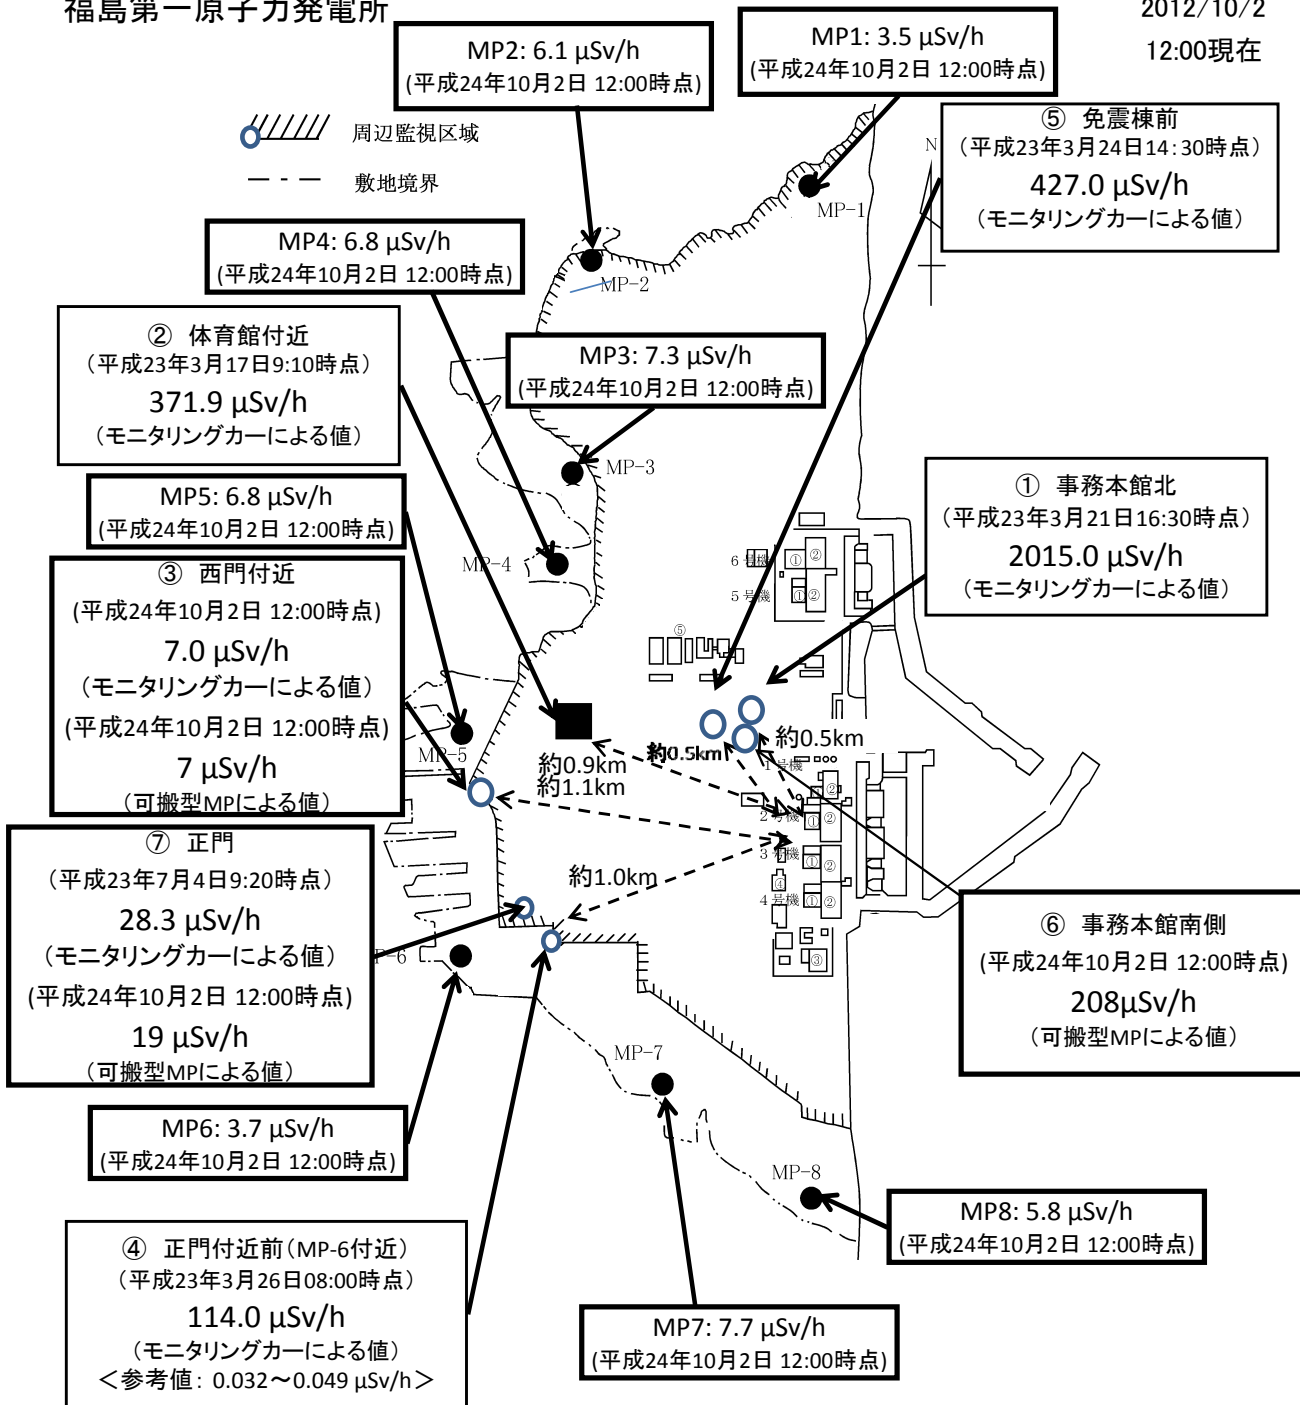 福島第一原子力発電所
2012/10/2
12:00現在
MP2: 6.1 μSv/h
(平成24年10月2日 12:00時点)
MP1: 3.5 μSv/h
(平成24年10月2日 12:00時点)
周辺監視区域
敷地境界
⑤ 免震棟前
(平成23年3月24日14:30時点)
427.0 μSv/h
(モニタリングカーによる値)
N
MP-1
MP4: 6.8 μSv/h
(平成24年10月2日 12:00時点)
MP-2
② 体育館付近
(平成23年3月17日9:10時点)
371.9 μSv/h
(モニタリングカーによる値)
MP3: 7.3 μSv/h
(平成24年10月2日 12:00時点)
MP-3
MP5: 6.8 μSv/h
(平成24年10月2日 12:00時点)
① 事務本館北
(平成23年3月21日16:30時点)
2015.0 μSv/h
(モニタリングカーによる値)
MP-4
6号機
① ②
5号機
① ②
③ 西門付近
(平成24年10月2日 12:00時点)
7.0 μSv/h
(モニタリングカーによる値)
(平成24年10月2日 12:00時点)
7 μSv/h
(可搬型MPによる値)
⑤
MP-5
約0.5km
約0.5km
約0.9km
約1.1km
1号機
②
2号機
① ②
3号機
① ②
④
4号機
① ②
③
約1.0km
⑦ 正門
(平成23年7月4日9:20時点)
28.3 μSv/h
(モニタリングカーによる値)
(平成24年10月2日 12:00時点)
19 μSv/h
(可搬型MPによる値)
P-6
⑥ 事務本館南側
(平成24年10月2日 12:00時点)
208μSv/h
(可搬型MPによる値)
MP-7
MP6: 3.7 μSv/h
(平成24年10月2日 12:00時点)
MP-8
MP8: 5.8 μSv/h
(平成24年10月2日 12:00時点)
④ 正門付近前(MP-6付近)
(平成23年3月26日08:00時点)
114.0 μSv/h
(モニタリングカーによる値)
<参考値: 0.032~0.049 μSv/h>
MP7: 7.7 μSv/h
(平成24年10月2日 12:00時点)